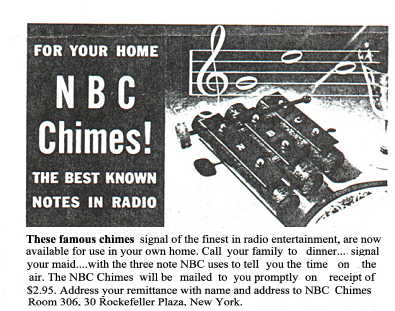 FOR YOUR HOME
NBC
Chimes!
THE BEST KNOWN
NOTES IN RADIO
These famous chimes signal of the finest in radio entertainment, are now
available for use in your own home. Call your family to dinner.... signal
your maid....with the three note NBC uses to tell you the time on the
air. The NBC Chimes will be mailed to you promptly on receipt of
$2.95. Address your remittance with name and address to NBC Chimes
Room 306, 30 Rockefeller Plaza, New York.